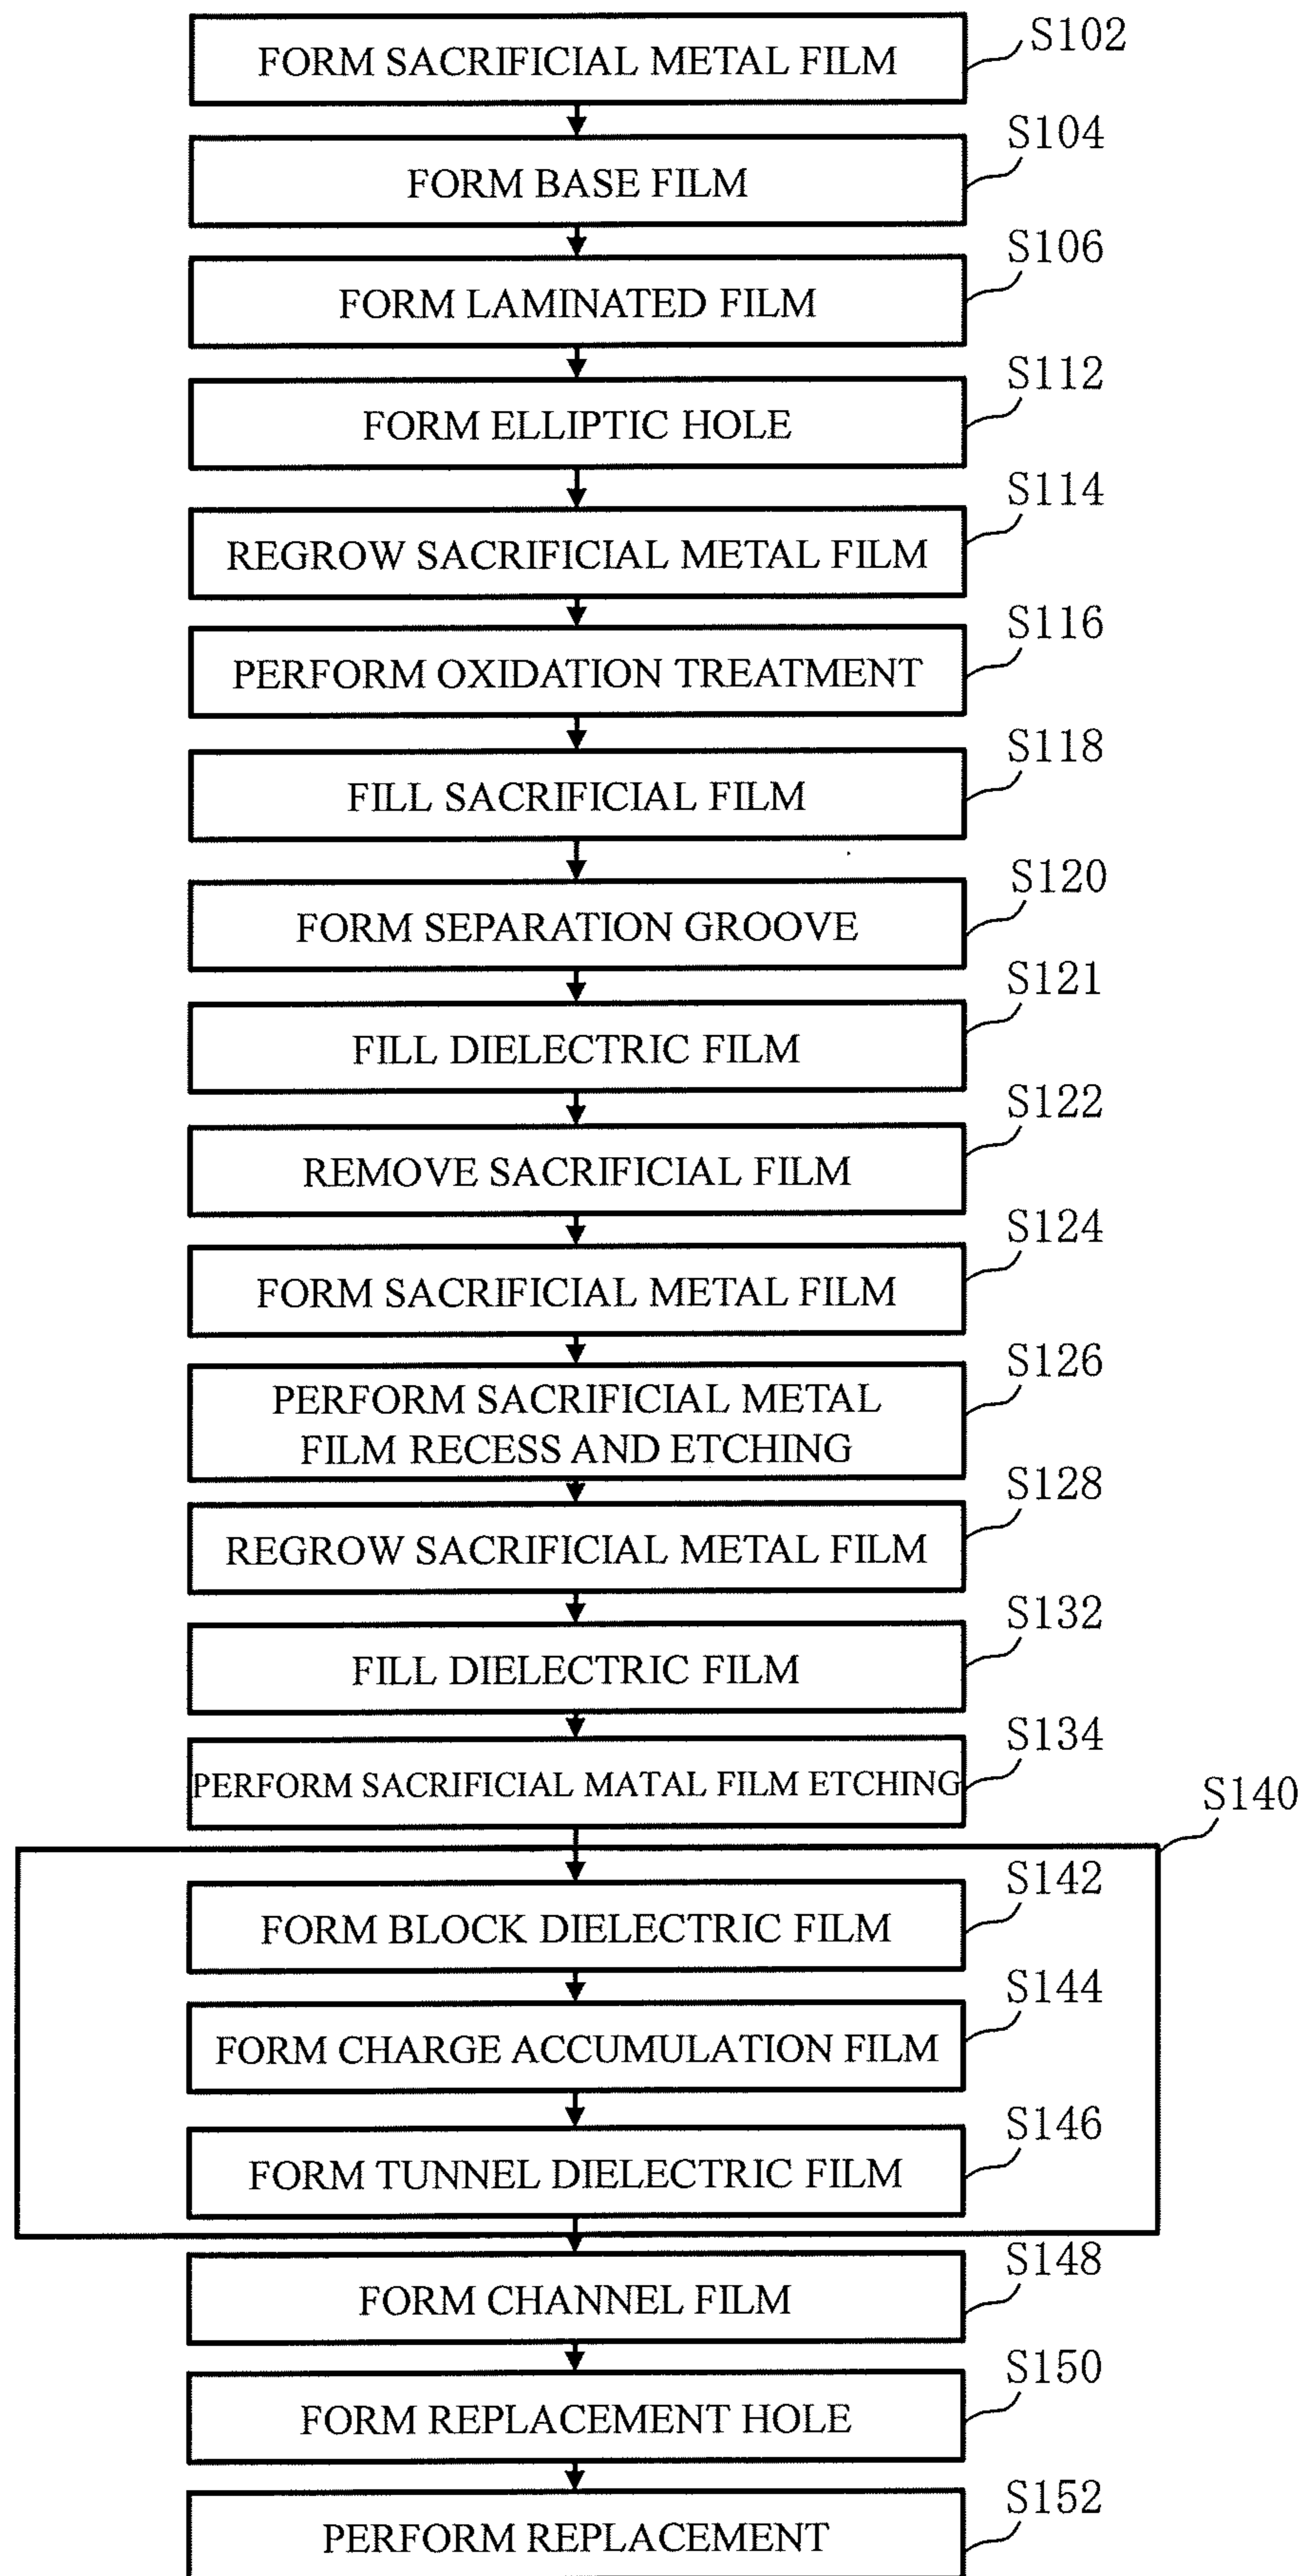 FORM SACRIFICIAL METAL FILM
S102
FORM BASE FILM
S104
FORM LAMINATED FILM
S106
FORM ELLIPTIC HOLE
S112
REGROW SACRIFICIAL METAL FILM
S114
PERFORM OXIDATION TREATMENT
S116
FILL SACRIFICIAL FILM
S118
FORM SEPARATION GROOVE
S120
FILL DIELECTRIC FILM
S121
REMOVE SACRIFICIAL FILM
S122
FORM SACRIFICIAL METAL FILM
S124
PERFORM SACRIFICIAL METAL
FILM RECESS AND ETCHING
S126
REGROW SACRIFICIAL METAL FILM
S128
FILL DIELECTRIC FILM
S132
PERFORM SACRIFICIAL MATAL FILM ETCHING
S134
S140
FORM BLOCK DIELECTRIC FILM
S142
FORM CHARGE ACCUMULATION FILM
S144
FORM TUNNEL DIELECTRIC FILM
S146
FORM CHANNEL FILM
S148
FORM REPLACEMENT HOLE
S150
PERFORM REPLACEMENT
S152